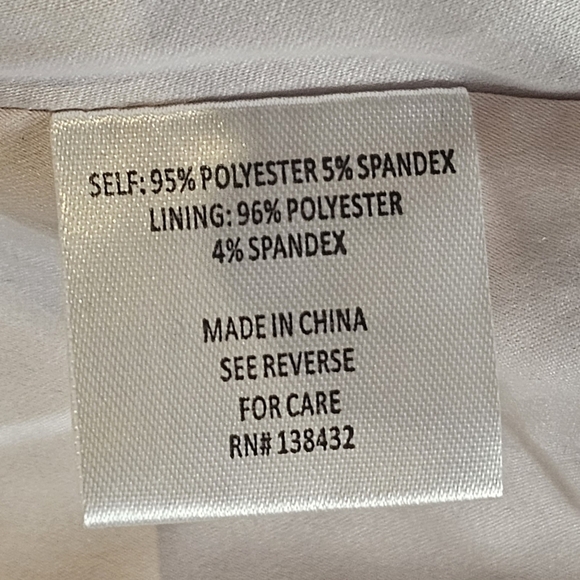 SELF: 95% POLYESTER 5% SPANDEX
LINING: 96% POLYESTER
4% SPANDEX
MADE IN CHINA
SEE REVERSE
FOR CARE
RN# 138432